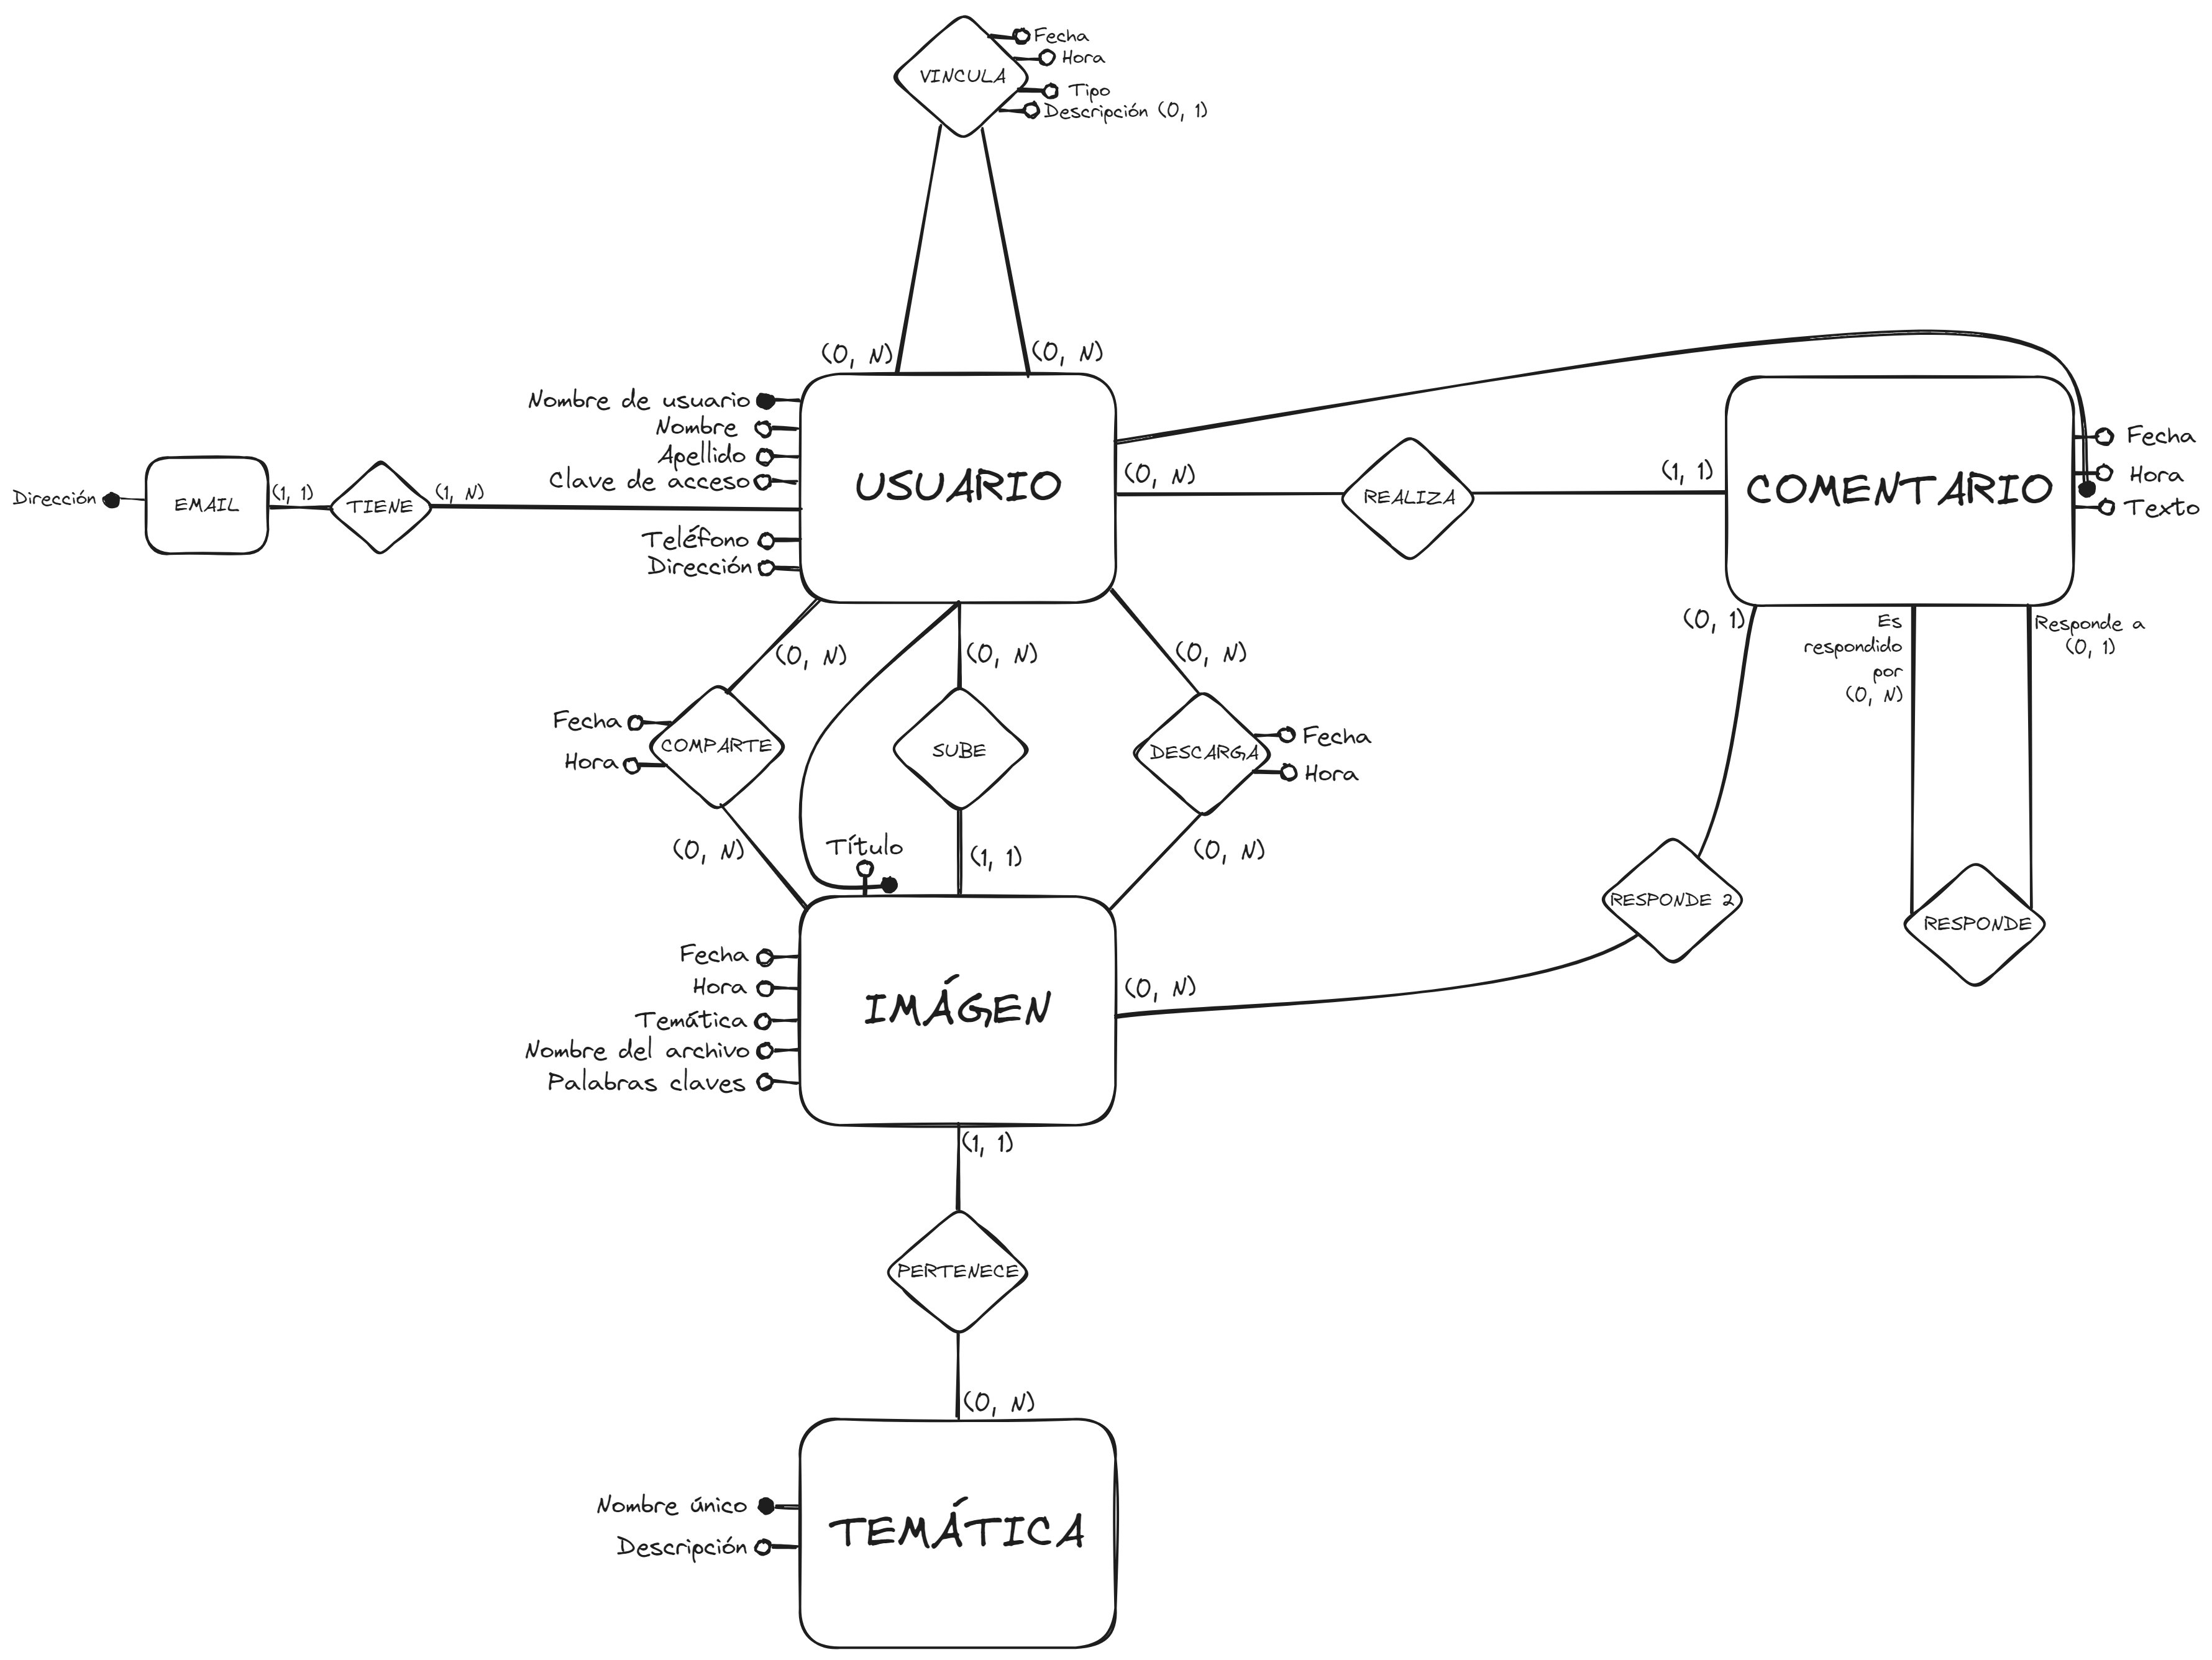 Fecha
VINCULA
Hora
Tipo
Descripción (0, 1)
(0, N)
(0, N)
Nombre de usuario
Nombre
Apellido
Clave de acceso
Teléfono
Dirección
USUARIO
Dirección
EMAIL
(1, 1)
TIENE
(1, N)
(0, N)
REALIZA
(1, 1)
COMENTARIO
Fecha
Hora
Texto
(0, 1)
Es
respondido
por
(0, N)
Responde a
(0, 1)
(0, N)
(0, N)
(0, N)
Fecha
Hora
COMPARTE
SUBE
DESCARGA
Fecha
Hora
(0, N)
Título
(1, 1)
(0, N)
RESPONDE 2
RESPONDE
Fecha
Hora
Temática
Nombre del archivo
Palabras claves
IMÁGEN
(0, N)
(1, 1)
PERTENECE
(0, N)
Nombre único
Descripción
TEMÁTICA